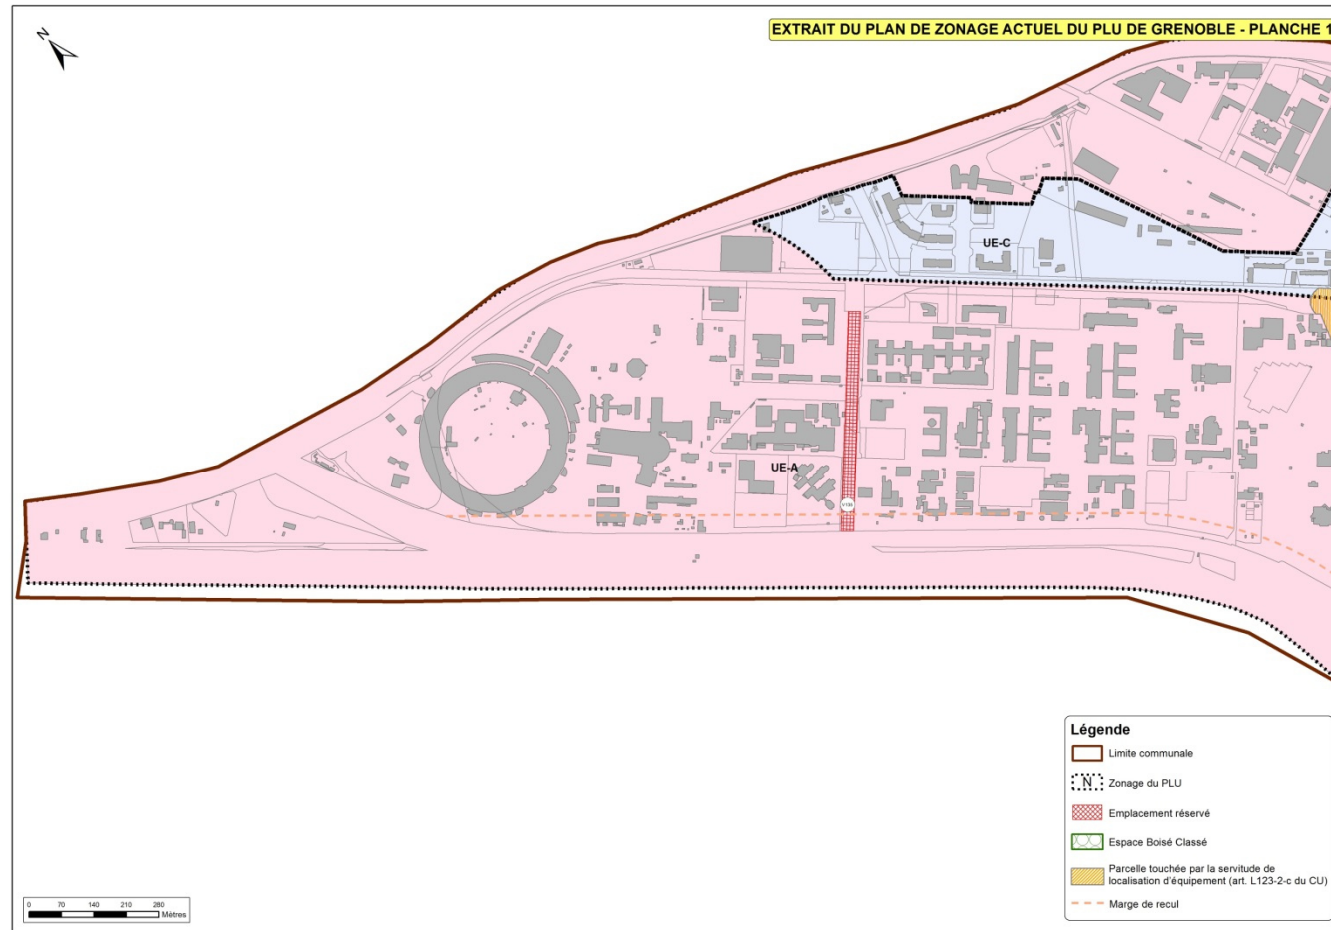 N
EXTRAIT DU PLAN DE ZONAGE ACTUEL DU PLU DE GRENOBLE - PLANCHE 1
UE-C
UE-A
V130
Légende
Limite communale
N Zonage du PLU
Emplacement réservé
Espace Boisé Classé
Parcelle touchée par la servitude de
localisation d'équipement (art. L123-2-c du CU)
Marge de recul
0 70 140 210 280
Mètres